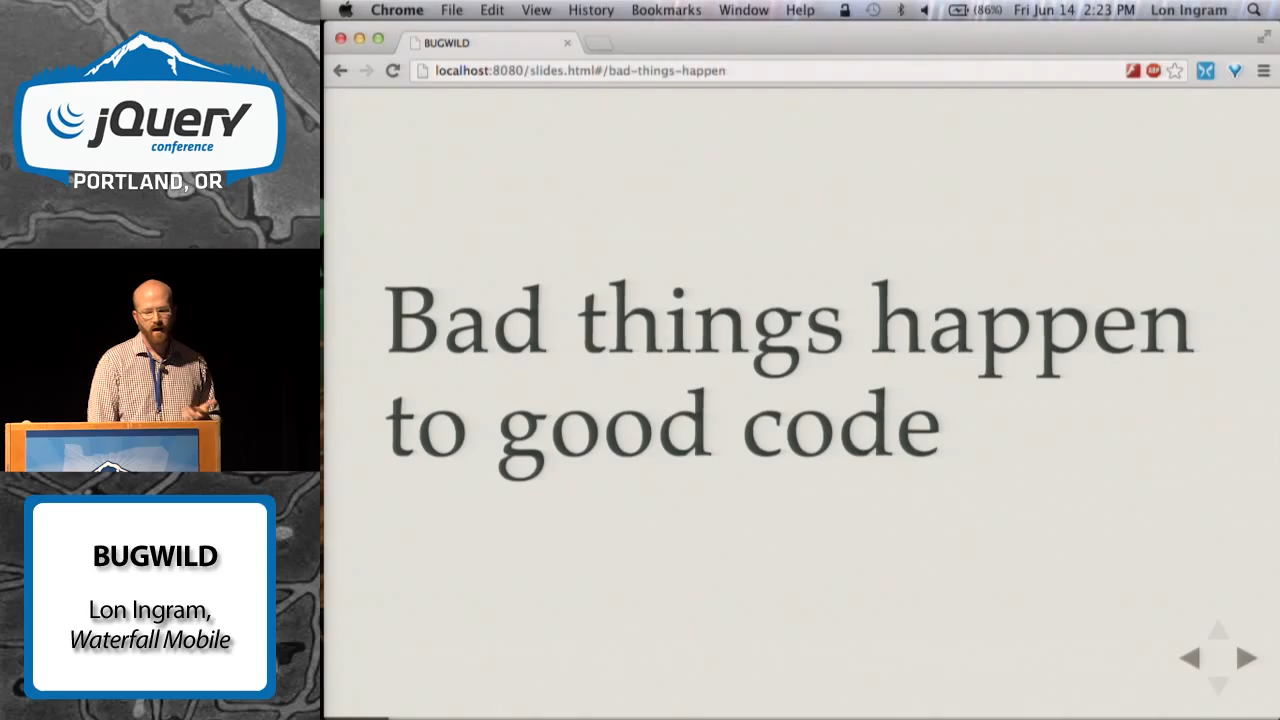 jQuery
conference
PORTLAND, OR
BUGWILD
Lon Ingram,
Waterfall Mobile
Chrome File Edit View History Bookmarks Window Help (86%) Fri Jun 14 2:23 PM Lon Ingram
BUGWILD
localhost:8080/slides.html#/bad-things-happen
ABP
Bad things happen
to good code